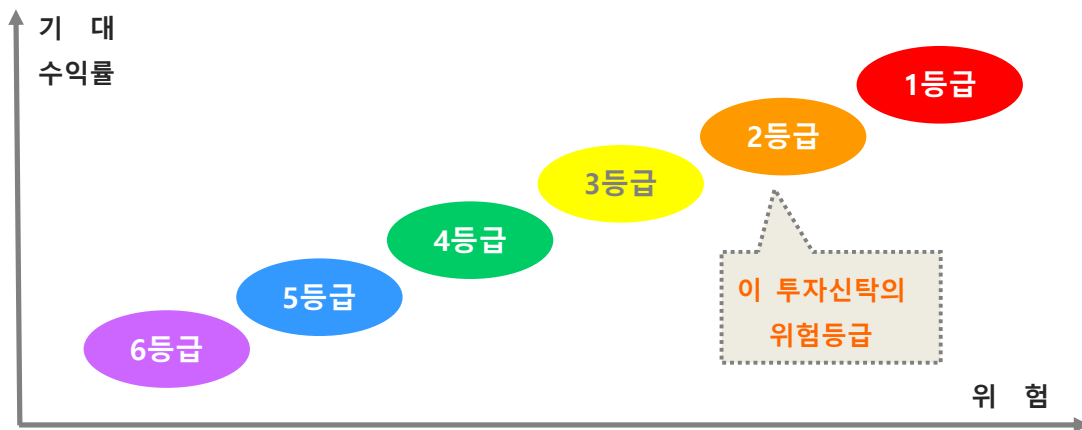 기 대
수익률
1등급
2등급
3등급
4등급
5등급
6등급
이 투자신탁의
위험등급
위 험